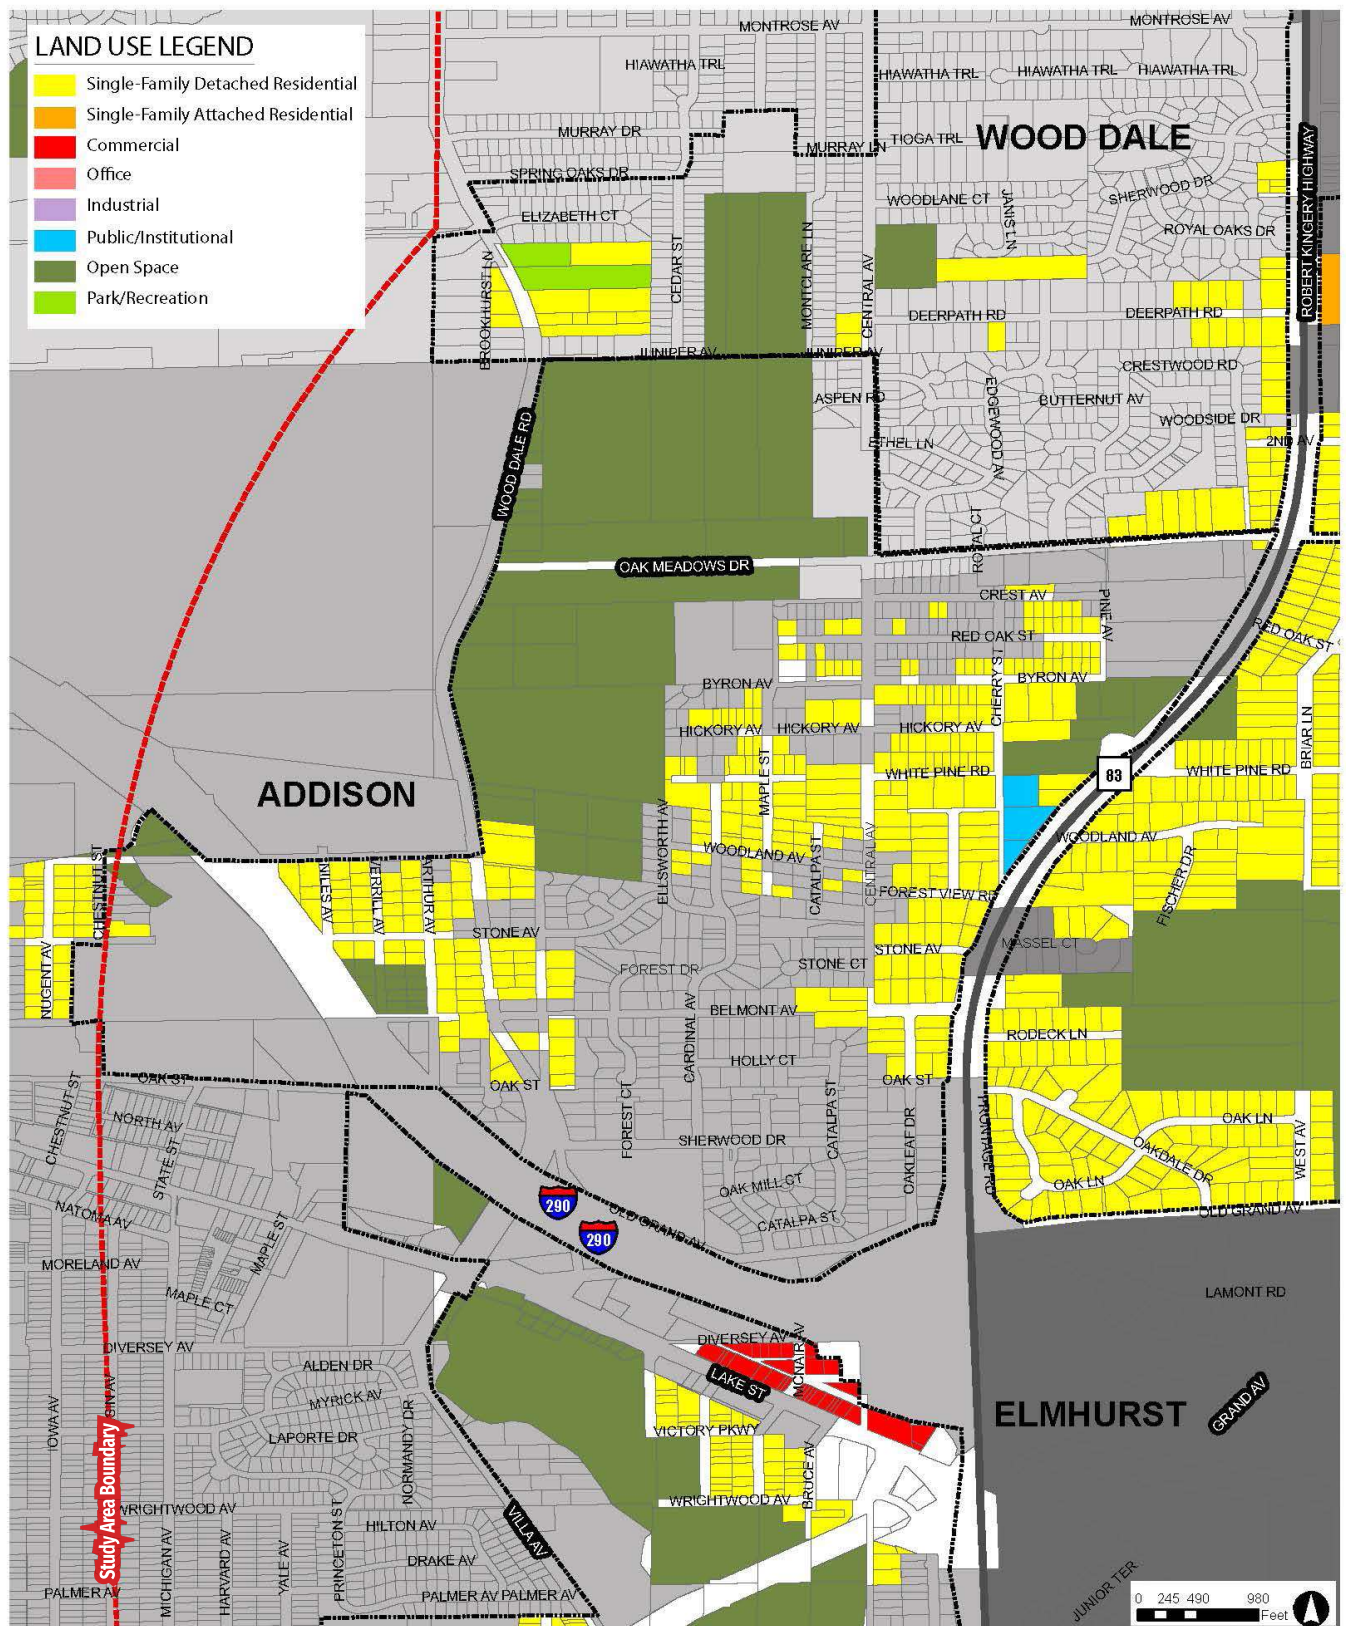 LAND USE LEGEND
Single-Family Detached Residential
Single-Family Attached Residential
Commercial
Office
Industrial
Public/Institutional
Open Space
Park/Recreation
MONTROSE AV
MONTROSE AV
HIAWATHA TRL
HIAWATHA TRL
HIAWATHA TRL
HIAWATHA TRL
MURRAY DR
MURRAY LN
TIOGA TRL
WOOD DALE
ROBERT KINGERY HIGHWAY
SPRING OAKS DR
WOODLANE CT
JANIS LN
SHERWOOD DR
ELIZABETH CT
ROYAL OAKS DR
BROOKHURST LN
CEDAR ST
MONTCLARE LN
CENTRAL AV
DEERPATH RD
DEERPATH RD
JUNIPER AV
JUNIPER AV
CRESTWOOD RD
ASPEN RD
EDGEWOOD AV
BUTTERNUT AV
WOODSIDE DR
ETHEL LN
2ND AV
WOOD DALE RD
ROYAL CT
OAK MEADOWS DR
CREST AV
PINE AV
RED OAK ST
RED OAK ST
CHERRY ST
BYRON AV
BYRON AV
HICKORY AV
HICKORY AV
HICKORY AV
BRIAR LN
MAPLE ST
WHITE PINE RD
83
WHITE PINE RD
ADDISON
ELLSWORTH AV
WOODLAND AV
CATALPA ST
CENTRAL AV
WOODLAND AV
FISCHER DR
CHESTNUT ST
NILES AV
VERRILL AV
ARTHUR AV
FOREST VIEW RD
STONE AV
STONE AV
MASSEL CT
NUGENT AV
FOREST DR
STONE CT
CARDINAL AV
BELMONT AV
RODECK LN
HOLLY CT
OAK ST
OAK ST
OAK ST
CHESTNUT ST
NORTH AV
STATE ST
FOREST CT
SHERWOOD DR
CATALPA ST
OAKLEAF DR
FRONTAGE RD
OAK LN
OAKDALE DR
WEST AV
OAK LN
OAK MILL CT
NATOMA AV
290
290
OLD GRAND AV
CATALPA ST
OLD GRAND AV
MAPLE ST
MORELAND AV
MAPLE CT
LAMONT RD
DIVERSEY AV
DIVERSEY AV
MCNAIR AV
ALDEN DR
LAKE ST
MYRICK AV
NORMANDY DR
ELMHURST
GRAND AV
IOWA AV
LAPORTE DR
VICTORY PKWY
BRUCE AV
Study Area Boundary
WRIGHTWOOD AV
WRIGHTWOOD AV
VILLA AV
HILTON AV
MICHIGAN AV
HARVARD AV
YALE AV
PRINCETON ST
DRAKE AV
PALMER AV
PALMER AV
PALMER AV
JUNIOR TER
0 245 490 980
Feet